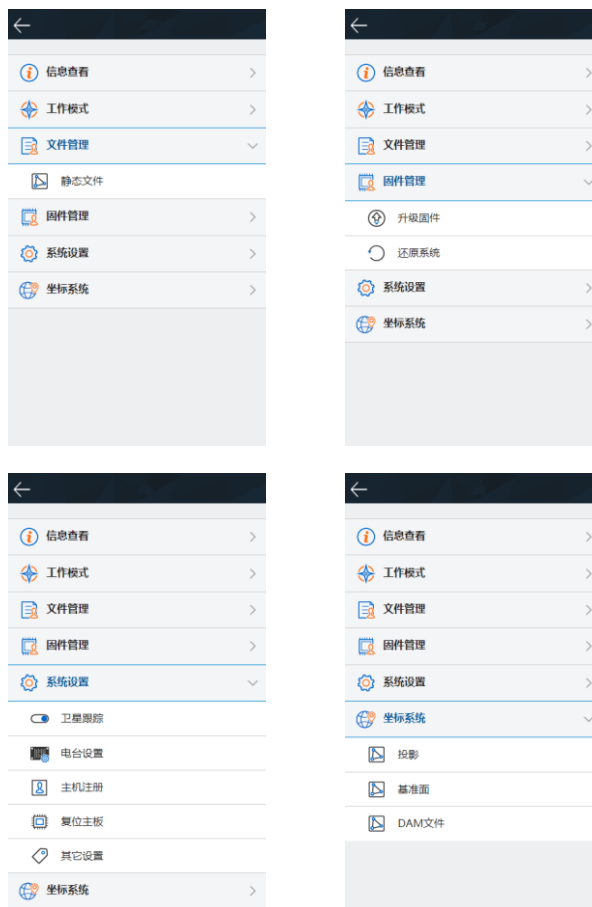 信息查看
工作模式
文件管理
静态文件
固件管理
系统设置
坐标系统
信息查看
工作模式
文件管理
固件管理
升级固件
还原系统
系统设置
坐标系统
信息查看
工作模式
文件管理
固件管理
系统设置
卫星跟踪
电台设置
主机注册
复位主板
其它设置
坐标系统
信息查看
工作模式
文件管理
固件管理
系统设置
坐标系统
投影
基准面
DAM文件